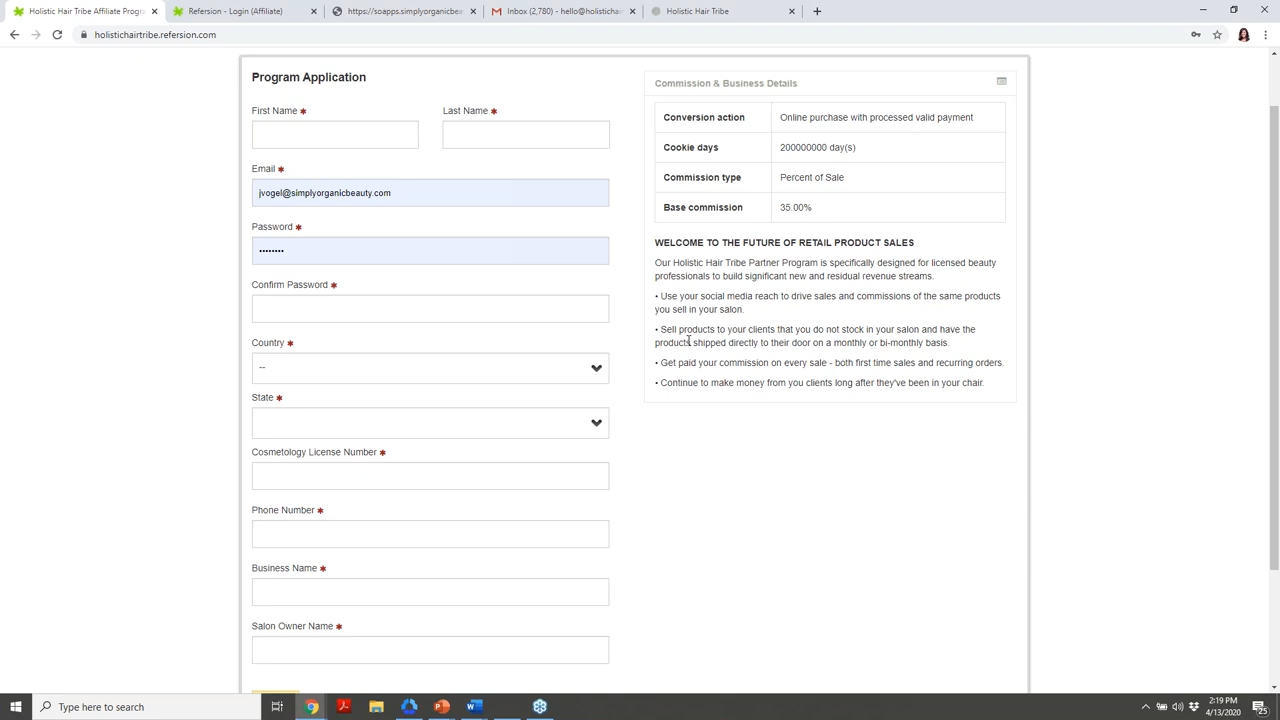 Holistic Hair Tribe Affiliate Progra
Refersion - Login (Affiliate)
https://soapps.simplyorganicbea
Inbox (2,780) - hello@holistichai
Holistic Hair Tribe
holistichairtribe.refersion.com
Program Application
First Name *
Last Name *
Email *
jvogel@simplyorganicbeauty.com
Password *
••••••••
Confirm Password *
Country *
--
State *
Cosmetology License Number *
Phone Number *
Business Name *
Salon Owner Name *
Commission & Business Details
Conversion action Online purchase with processed valid payment
Cookie days 200000000 day(s)
Commission type Percent of Sale
Base commission 35.00%
WELCOME TO THE FUTURE OF RETAIL PRODUCT SALES
Our Holistic Hair Tribe Partner Program is specifically designed for licensed beauty
professionals to build significant new and residual revenue streams.
• Use your social media reach to drive sales and commissions of the same products
you sell in your salon.
• Sell products to your clients that you do not stock in your salon and have the
products shipped directly to their door on a monthly or bi-monthly basis.
• Get paid your commission on every sale - both first time sales and recurring orders.
• Continue to make money from you clients long after they've been in your chair.
Type here to search
2:19 PM
4/13/2020
25